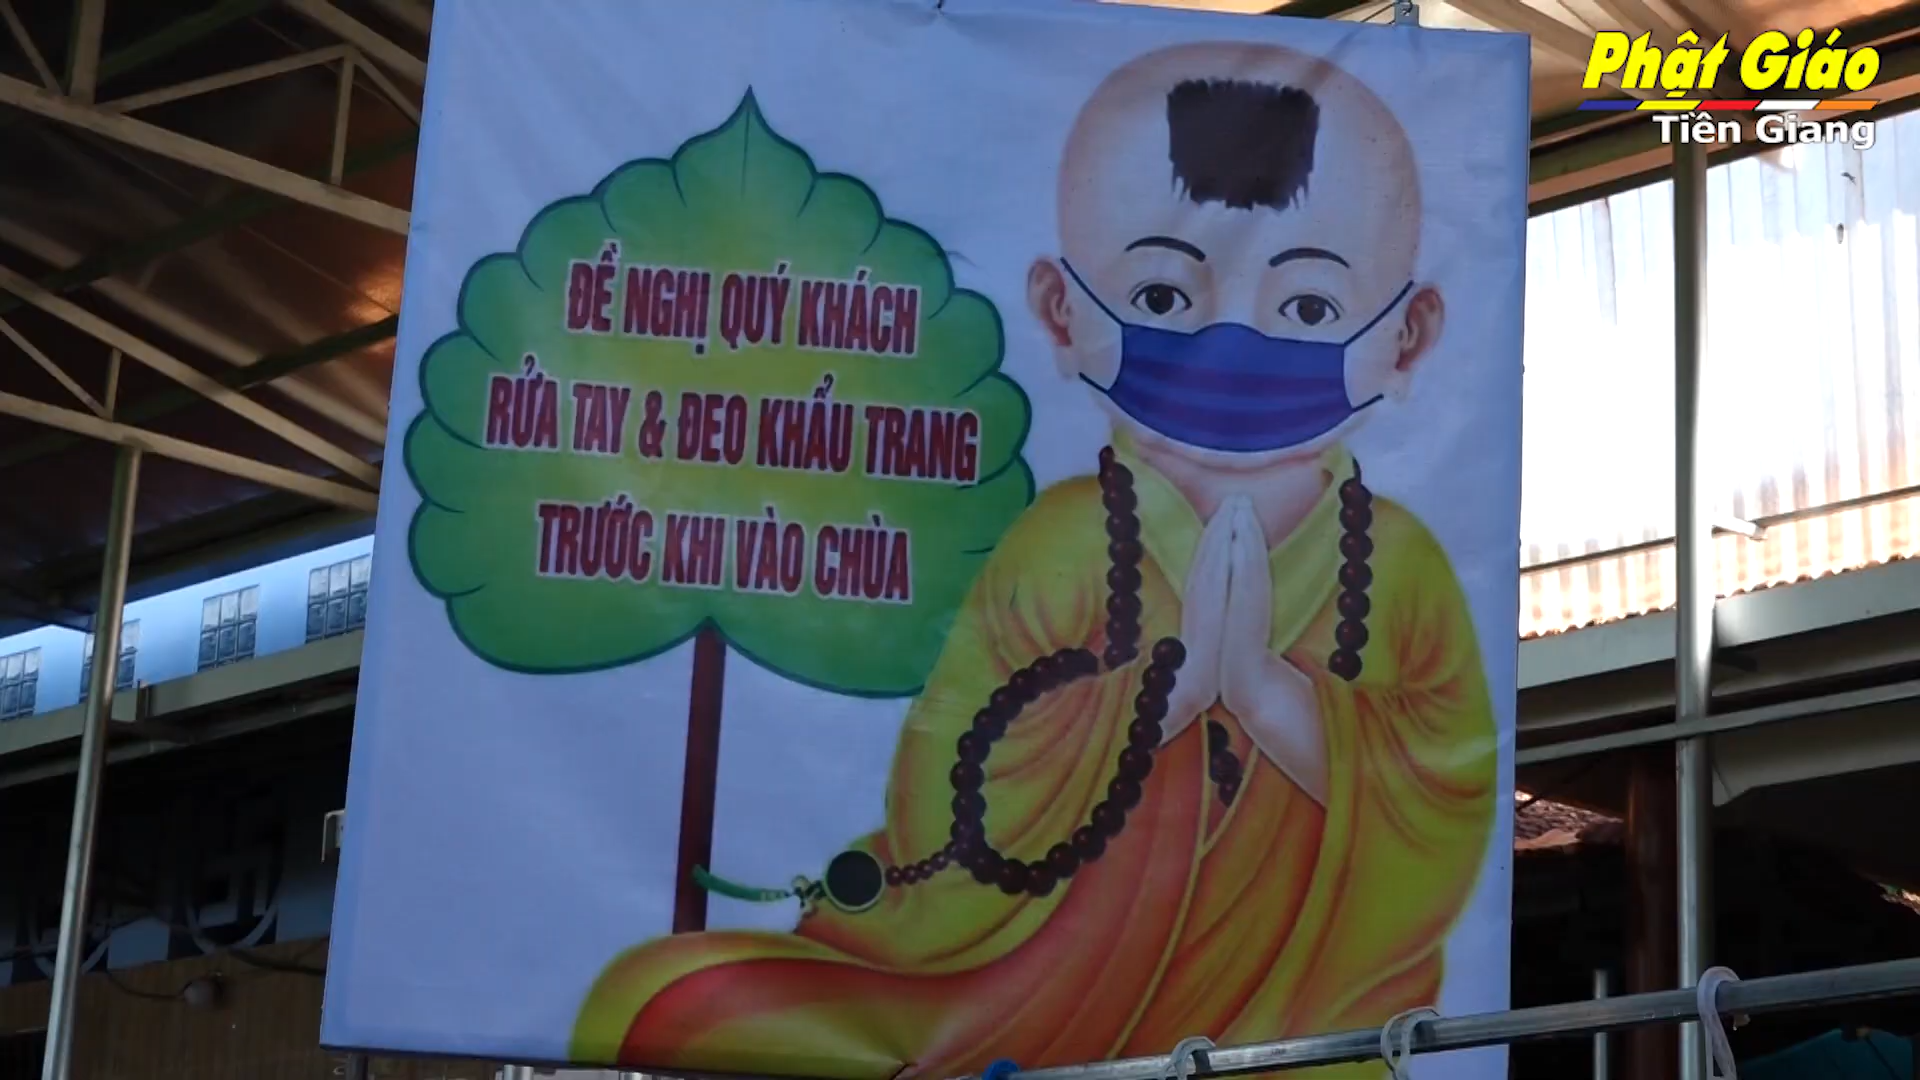 Phật Giáo
Tiền Giang
ĐỀ NGHỊ QUÝ KHÁCH
RỬA TAY & ĐEO KHẨU TRANG
TRƯỚC KHI VÀO CHÙA